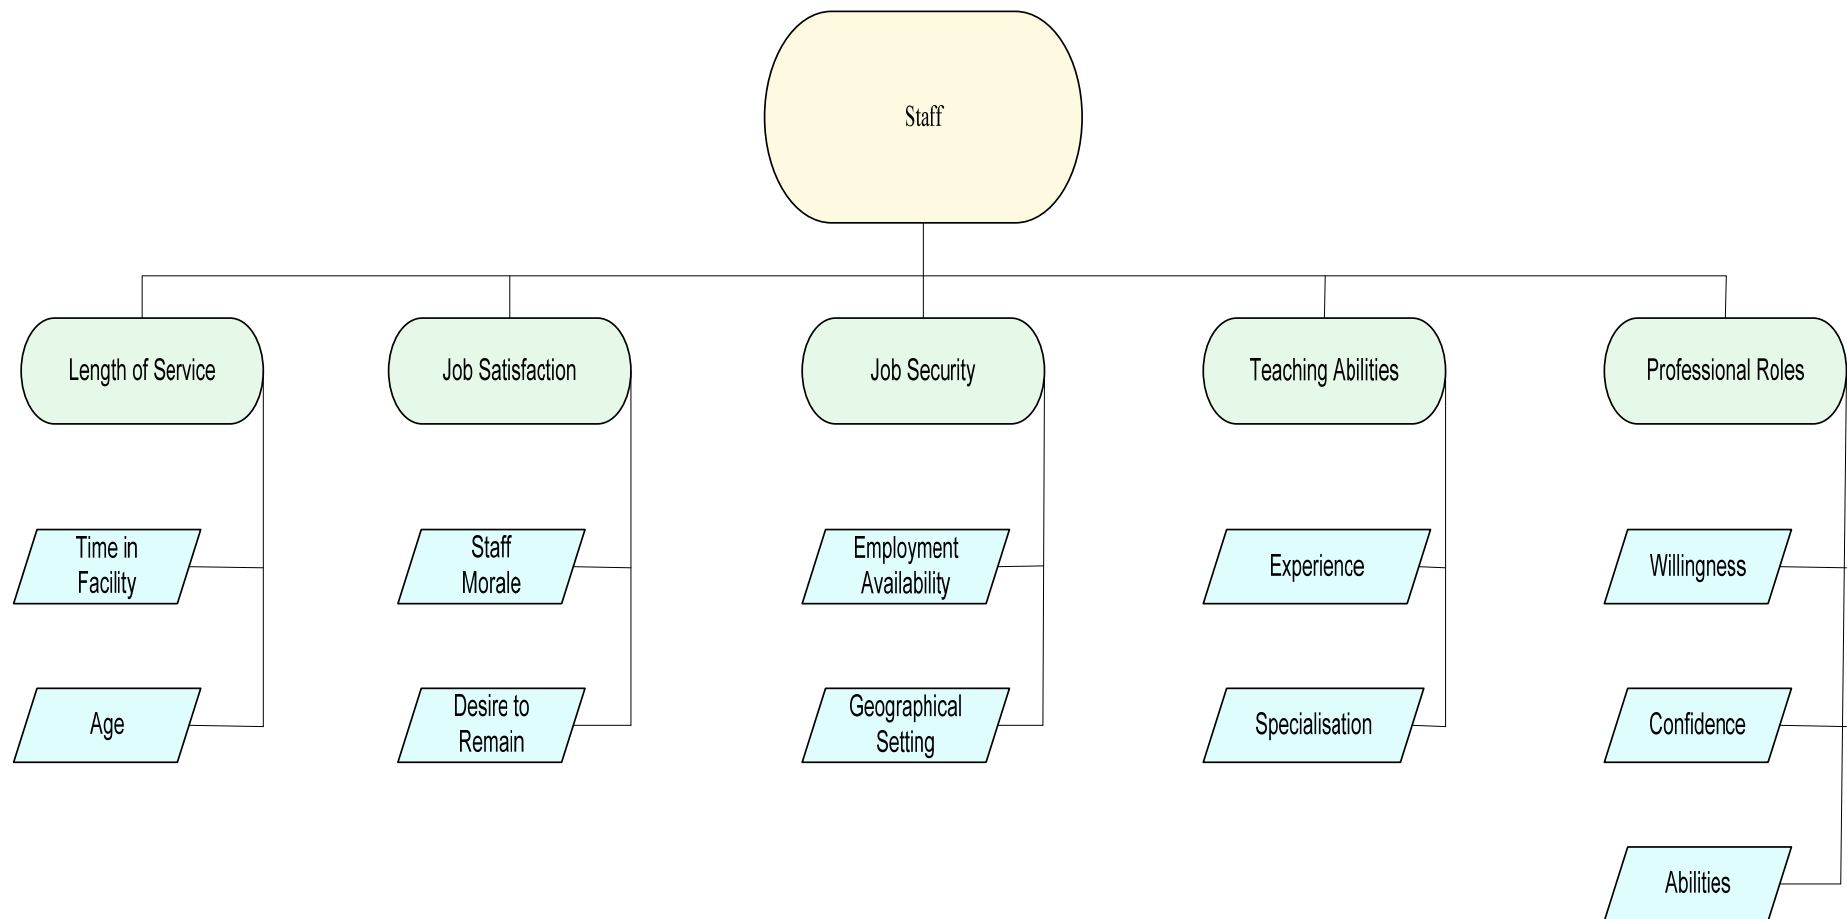 Staff
Length of Service
Job Satisfaction
Job Security
Teaching Abilities
Professional Roles
Time in
Facility
Staff
Morale
Employment
Availability
Experience
Willingness
Age
Desire to
Remain
Geographical
Setting
Specialisation
Confidence
Abilities